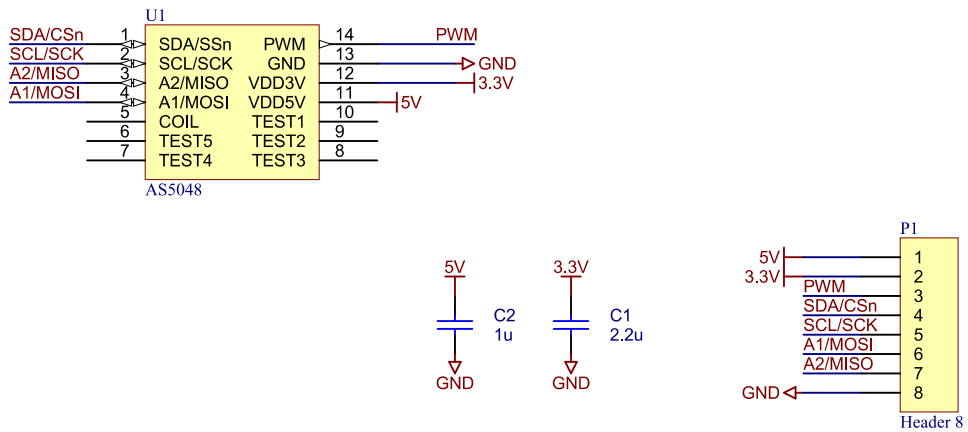 U1
SDA/CSn 1 SDA/SSn PWM 14 PWM
SCL/SCK 2 SCL/SCK GND 13 GND
A2/MISO 3 A2/MISO VDD3V 12 3.3V
A1/MOSI 4 A1/MOSI VDD5V 11 5V
5 COIL TEST1 10
6 TEST5 TEST2 9
7 TEST4 TEST3 8
AS5048
5V
C2
1u
GND
3.3V
C1
2.2u
GND
P1
5V 1
3.3V 2
PWM 3
SDA/CSn 4
SCL/SCK 5
A1/MOSI 6
A2/MISO 7
GND 8
Header 8